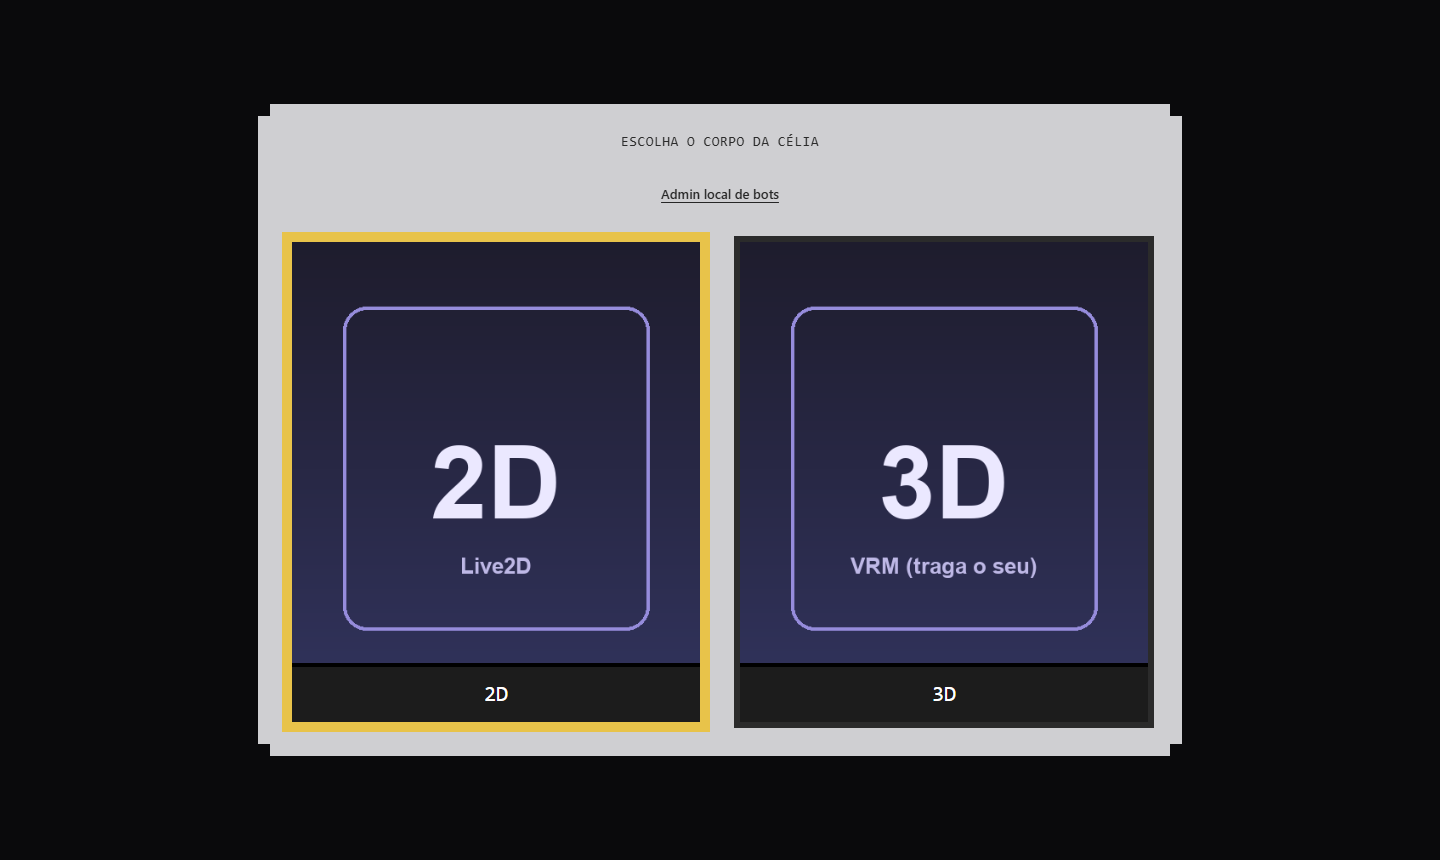 ESCOLHA O CORPO DA CÉLIA
Admin local de bots
2D
Live2D
2D
3D
VRM (traga o seu)
3D